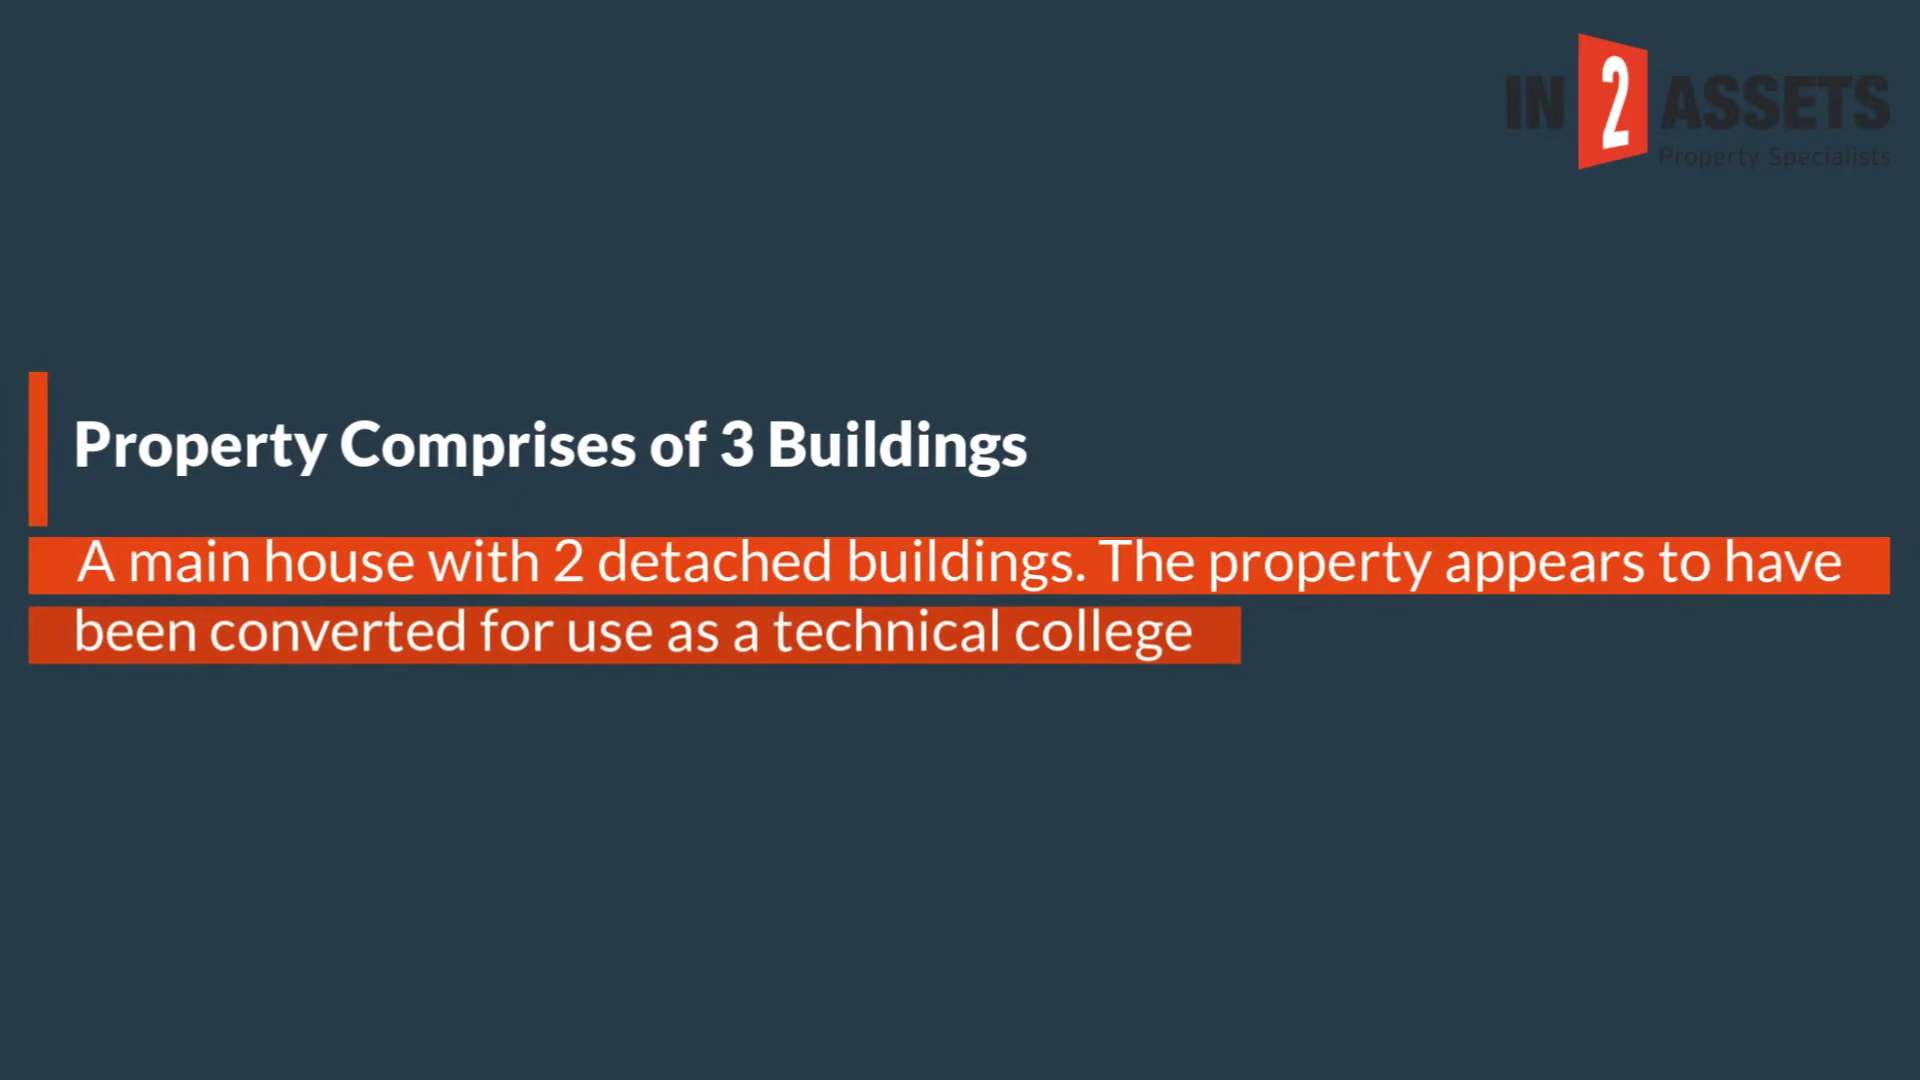 IN 2 ASSETS
Property Specialists
Property Comprises of 3 Buildings
A main house with 2 detached buildings. The property appears to have
been converted for use as a technical college